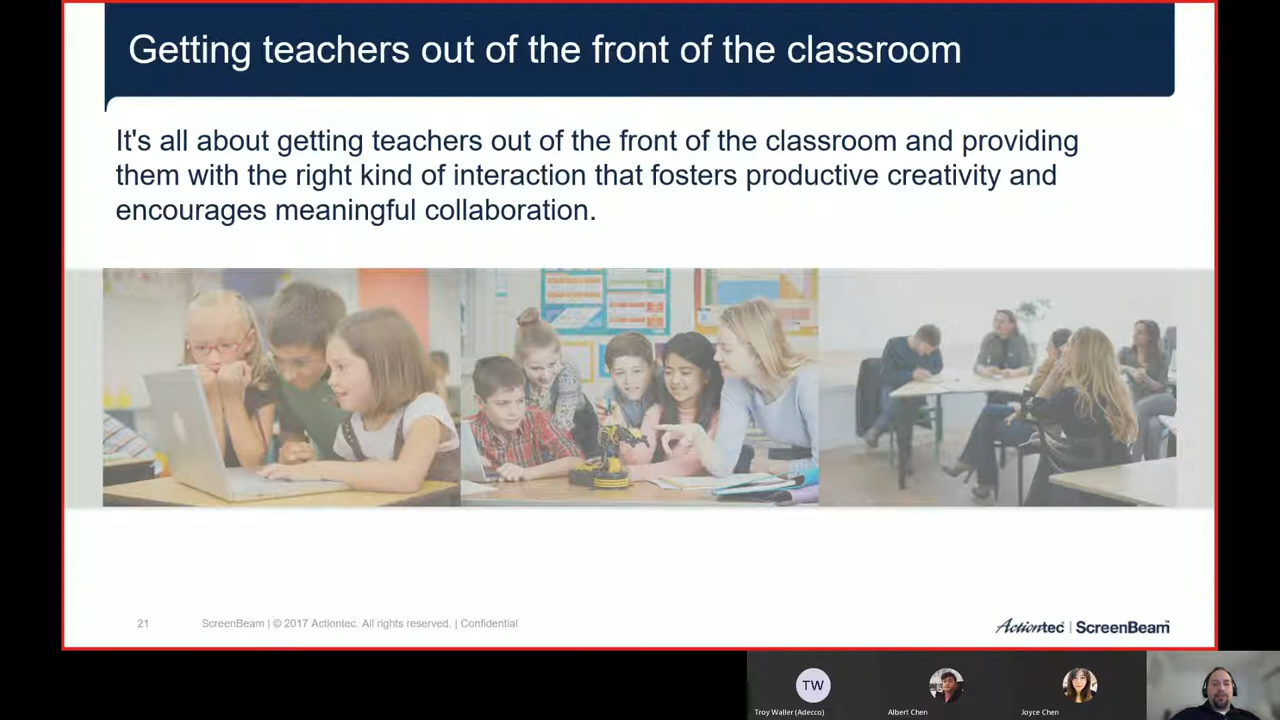 Getting teachers out of the front of the classroom
It's all about getting teachers out of the front of the classroom and providing
them with the right kind of interaction that fosters productive creativity and
encourages meaningful collaboration.
21 ScreenBeam | © 2017 Actiontec. All rights reserved. | Confidential
Actiontec | ScreenBeam™
TW
Troy Waller (Adecco) Albert Chen Joyce Chen